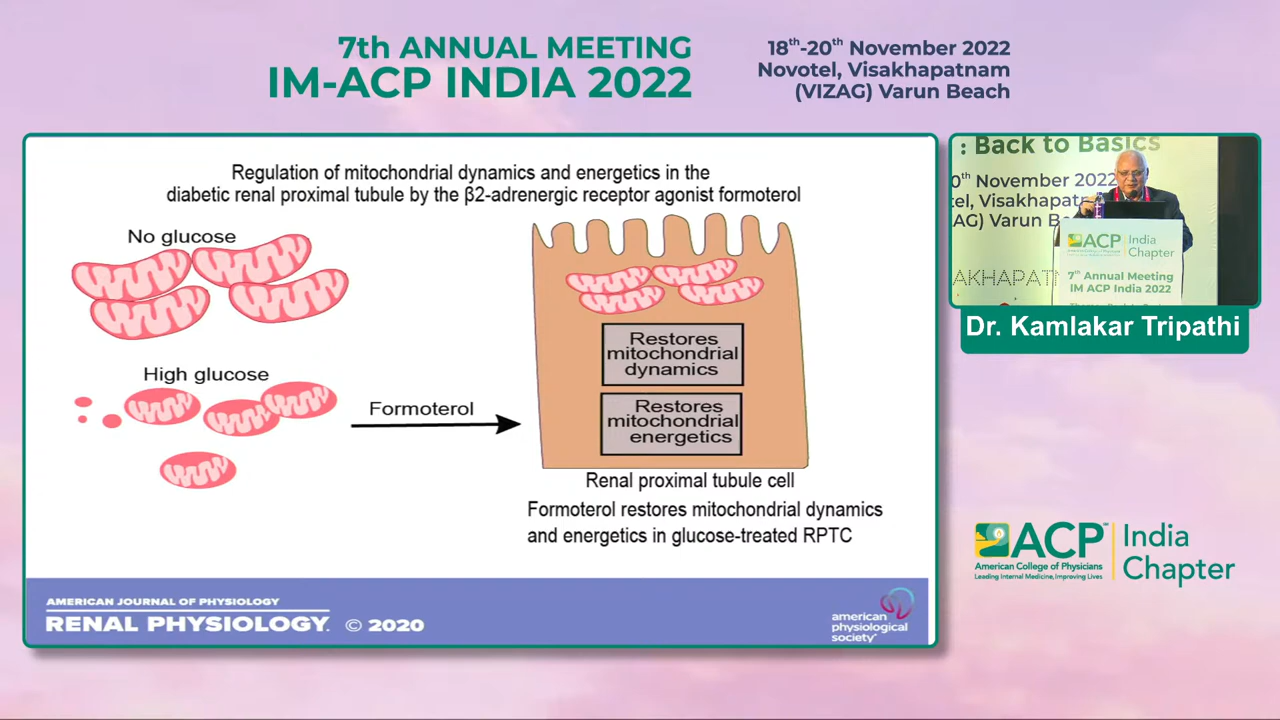 7th ANNUAL MEETING
IM-ACP INDIA 2022
18th-20th November 2022
Novotel, Visakhapatnam
(VIZAG) Varun Beach
Regulation of mitochondrial dynamics and energetics in the
diabetic renal proximal tubule by the β2-adrenergic receptor agonist formoterol
No glucose
High glucose
Formoterol
Restores
mitochondrial
dynamics
Restores
mitochondrial
energetics
Renal proximal tubule cell
Formoterol restores mitochondrial dynamics
and energetics in glucose-treated RPTC
AMERICAN JOURNAL OF PHYSIOLOGY
RENAL PHYSIOLOGY. © 2020
american
physiological
society
: Back to Basics
0th November 2022
tel, Visakhapat
AG) Varun B
AKHAPATN
ACP India
Chapter
7th Annual Meeting
IM ACP India 2022
Dr. Kamlakar Tripathi
ACP™
American College of Physicians
Leading Internal Medicine, Improving Lives
India
Chapter